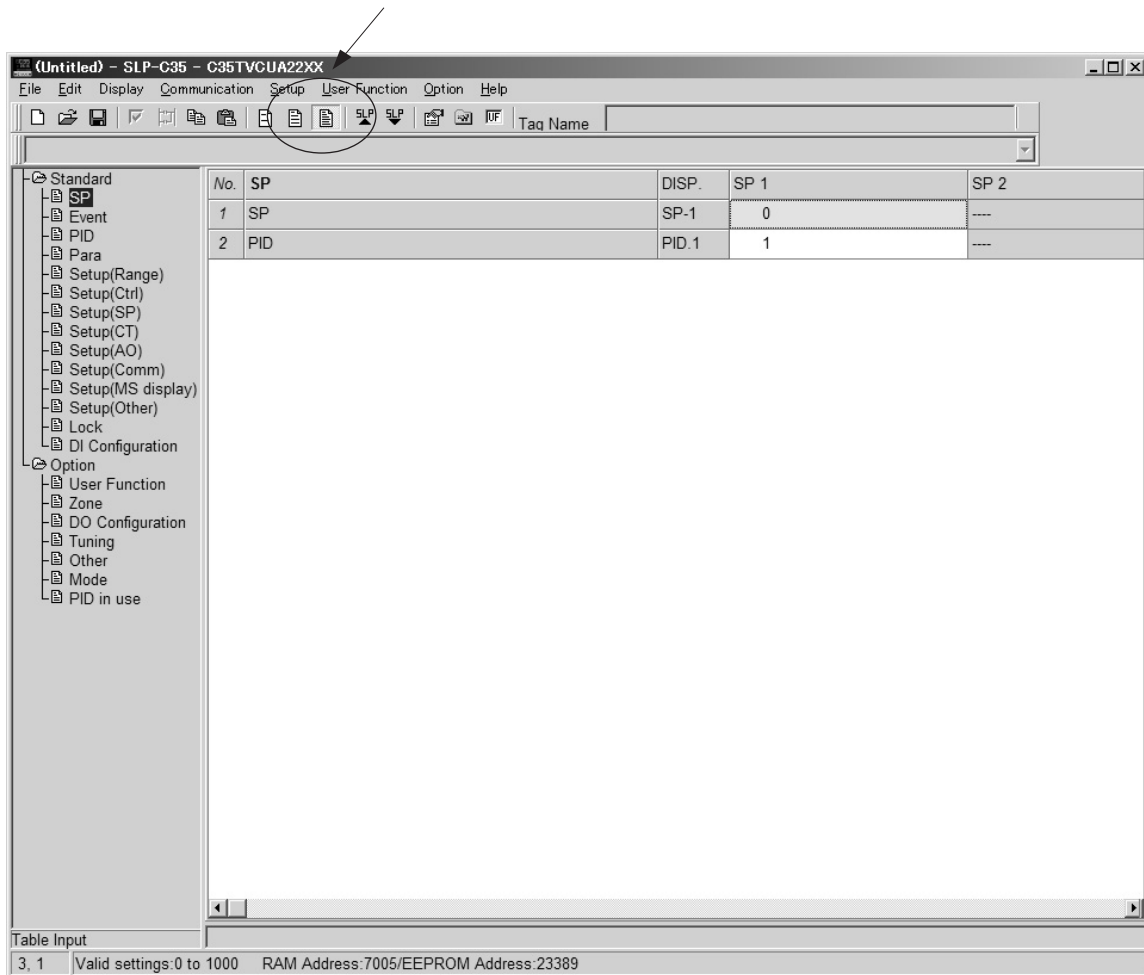 (Untitled) - SLP-C35 - C35TVCUA22XX
File Edit Display Communication Setup User Function Option Help
SLP SLP UF Tag Name
Standard
SP
Event
PID
Para
Setup(Range)
Setup(Ctrl)
Setup(SP)
Setup(CT)
Setup(AO)
Setup(Comm)
Setup(MS display)
Setup(Other)
Lock
DI Configuration
Option
User Function
Zone
DO Configuration
Tuning
Other
Mode
PID in use
No. SP DISP. SP 1 SP 2
1 SP SP-1 0 ----
2 PID PID.1 1 ----
Table Input
3, 1 Valid settings:0 to 1000 RAM Address:7005/EEPROM Address:23389